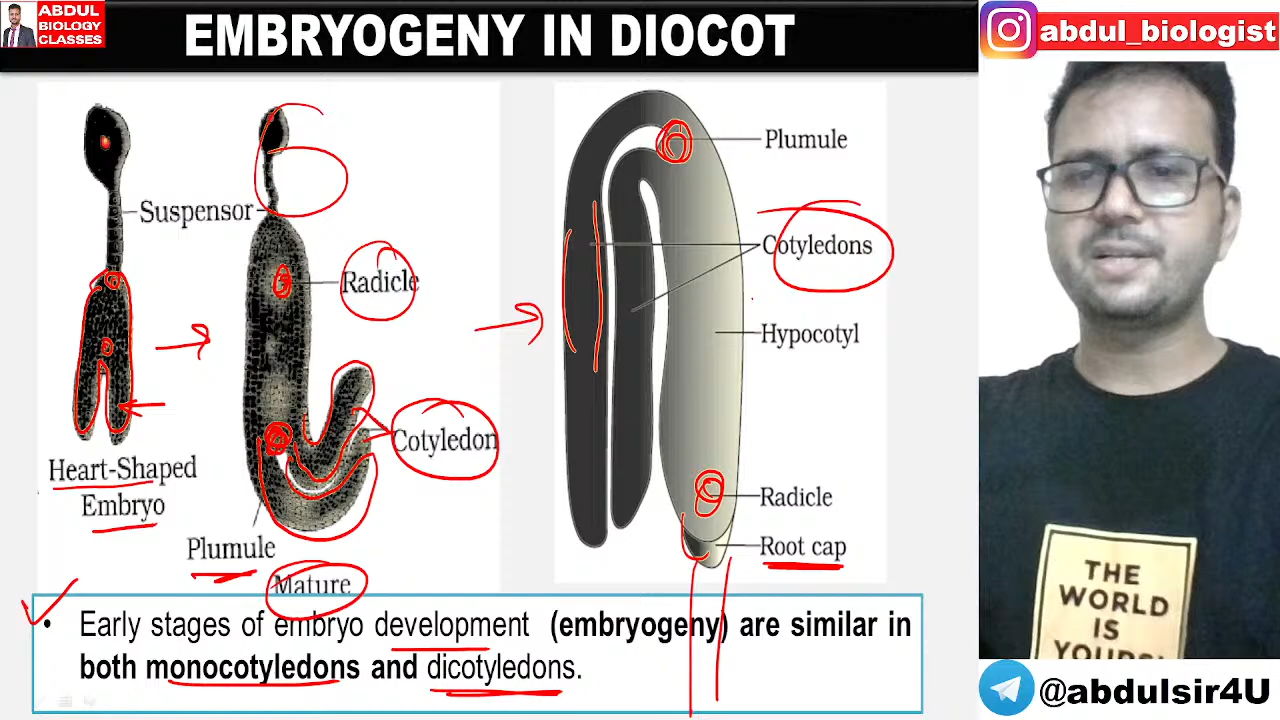 ABDUL
BIOLOGY
CLASSES
EMBRYOGENY IN DIOCOT
abdul_biologist
Suspensor
Radicle
Cotyledon
Heart-Shaped
Embryo
Plumule
Mature
Plumule
Cotyledons
Hypocotyl
Radicle
Root cap
• Early stages of embryo development (embryogeny) are similar in
both monocotyledons and dicotyledons.
THE
WORLD
IS
YOURS!
@abdulsir4U